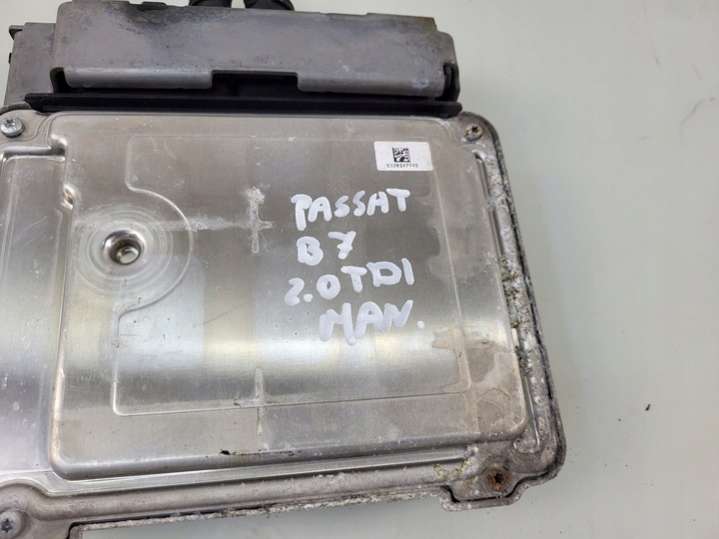 PASSAT
B7
2.0TDI
MAN.